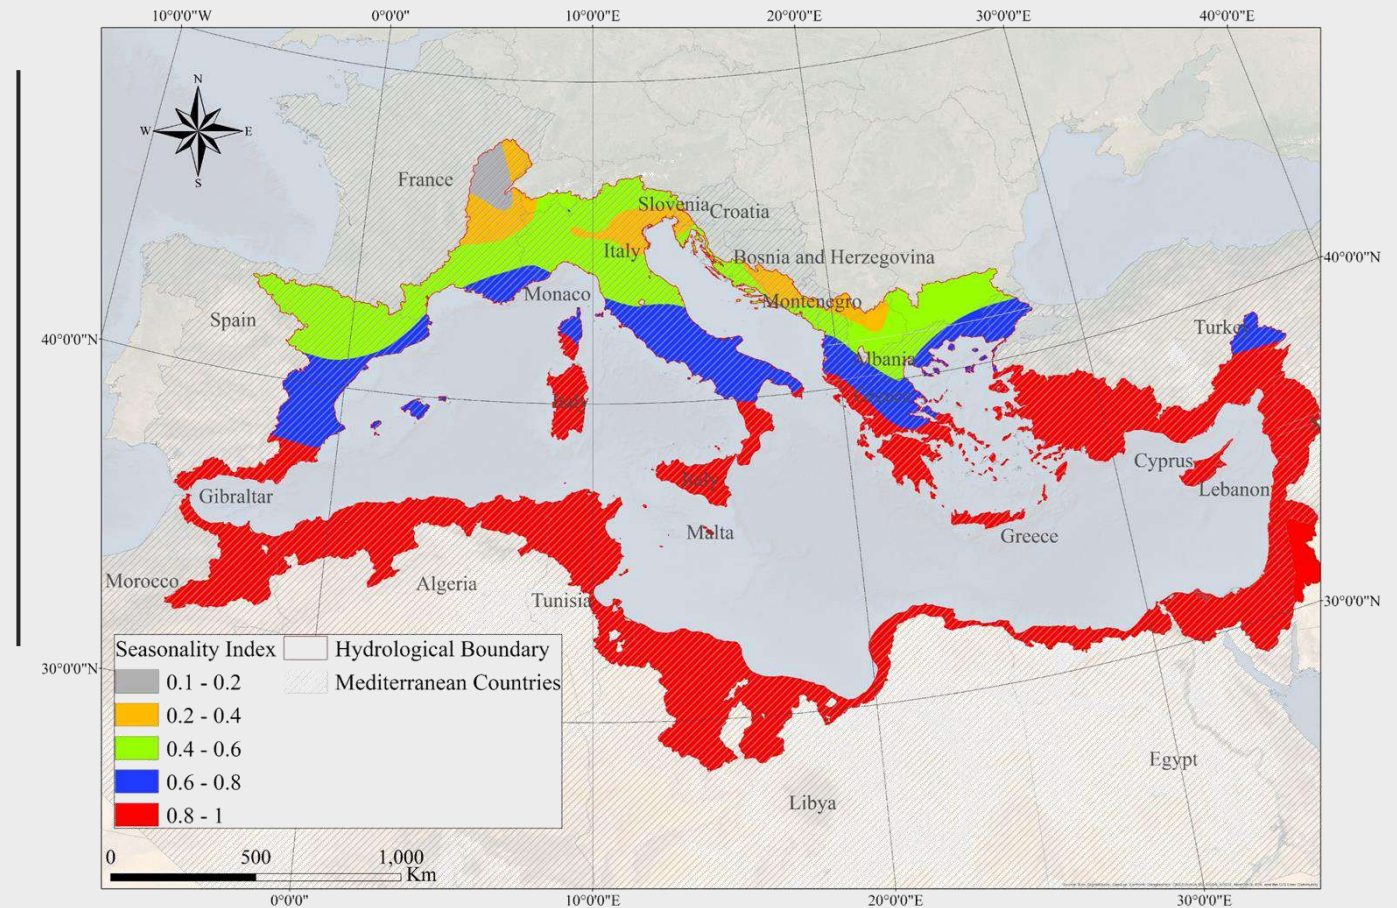 10°0'0"W 0°0'0" 10°0'0"E 20°0'0"E 30°0'0"E 40°0'0"E
N
W E
S
France
Slovenia Croatia
Italy
Bosnia and Herzegovina
40°0'0"N
Monaco
Montenegro
Spain
Turkey
40°0'0"N
Albania
Greece
Italy
Cyprus
Italy
Lebanon
Gibraltar
Malta
Greece
Morocco
Algeria
Tunisia
30°0'0"N
Seasonality Index Hydrological Boundary
30°0'0"N
0.1 - 0.2 Mediterranean Countries
0.2 - 0.4
0.4 - 0.6
Egypt
0.6 - 0.8
0.8 - 1
Libya
0 500 1,000
Km
0°0'0" 10°0'0"E 20°0'0"E 30°0'0"E